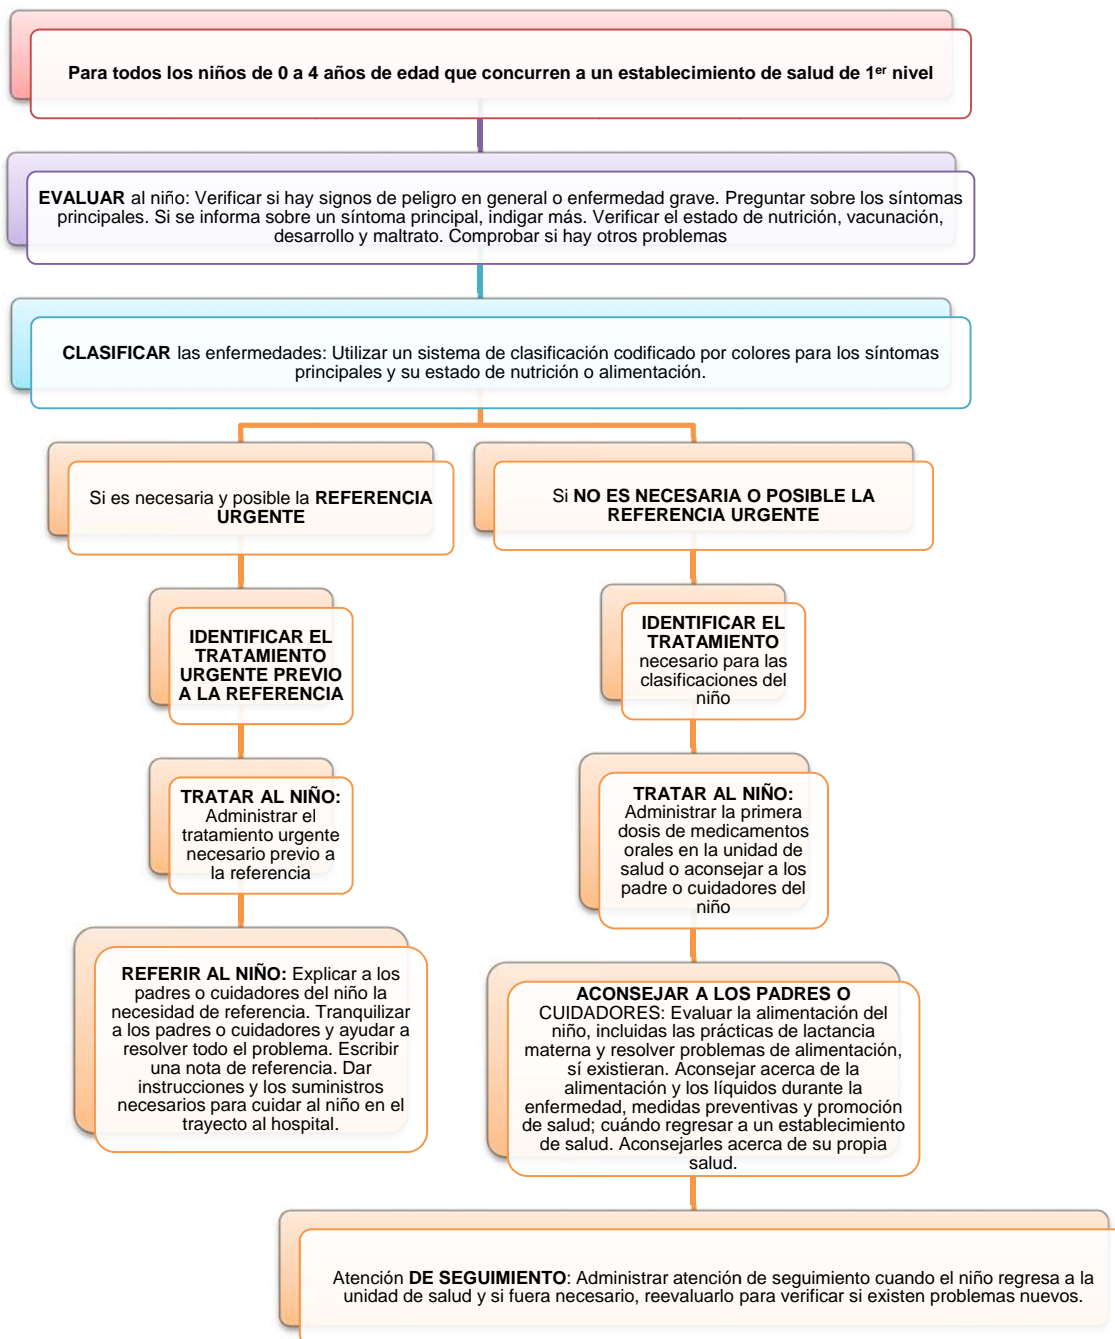 Para todos los niños de 0 a 4 años de edad que concurren a un establecimiento de salud de 1er nivel
EVALUAR al niño: Verificar si hay signos de peligro en general o enfermedad grave. Preguntar sobre los síntomas
principales. Si se informa sobre un síntoma principal, indigar más. Verificar el estado de nutrición, vacunación,
desarrollo y maltrato. Comprobar si hay otros problemas
CLASIFICAR las enfermedades: Utilizar un sistema de clasificación codificado por colores para los síntomas
principales y su estado de nutrición o alimentación.
Si es necesaria y posible la REFERENCIA
URGENTE
IDENTIFICAR EL
TRATAMIENTO
URGENTE PREVIO
A LA REFERENCIA
TRATAR AL NIÑO:
Administrar el
tratamiento urgente
necesario previo a
la referencia
REFERIR AL NIÑO: Explicar a los
padres o cuidadores del niño la
necesidad de referencia. Tranquilizar
a los padres o cuidadores y ayudar a
resolver todo el problema. Escribir
una nota de referencia. Dar
instrucciones y los suministros
necesarios para cuidar al niño en el
trayecto al hospital.
Si NO ES NECESARIA O POSIBLE LA
REFERENCIA URGENTE
IDENTIFICAR EL
TRATAMIENTO
necesario para las
clasificaciones del
niño
TRATAR AL NIÑO:
Administrar la primera
dosis de medicamentos
orales en la unidad de
salud o aconsejar a los
padre o cuidadores del
niño
ACONSEJAR A LOS PADRES O
CUIDADORES: Evaluar la alimentación del
niño, incluidas las prácticas de lactancia
materna y resolver problemas de alimentación,
sí existieran. Aconsejar acerca de la
alimentación y los líquidos durante la
enfermedad, medidas preventivas y promoción
de salud; cuándo regresar a un establecimiento
de salud. Aconsejarles acerca de su propia
salud.
Atención DE SEGUIMIENTO: Administrar atención de seguimiento cuando el niño regresa a la
unidad de salud y si fuera necesario, reevaluarlo para verificar si existen problemas nuevos.